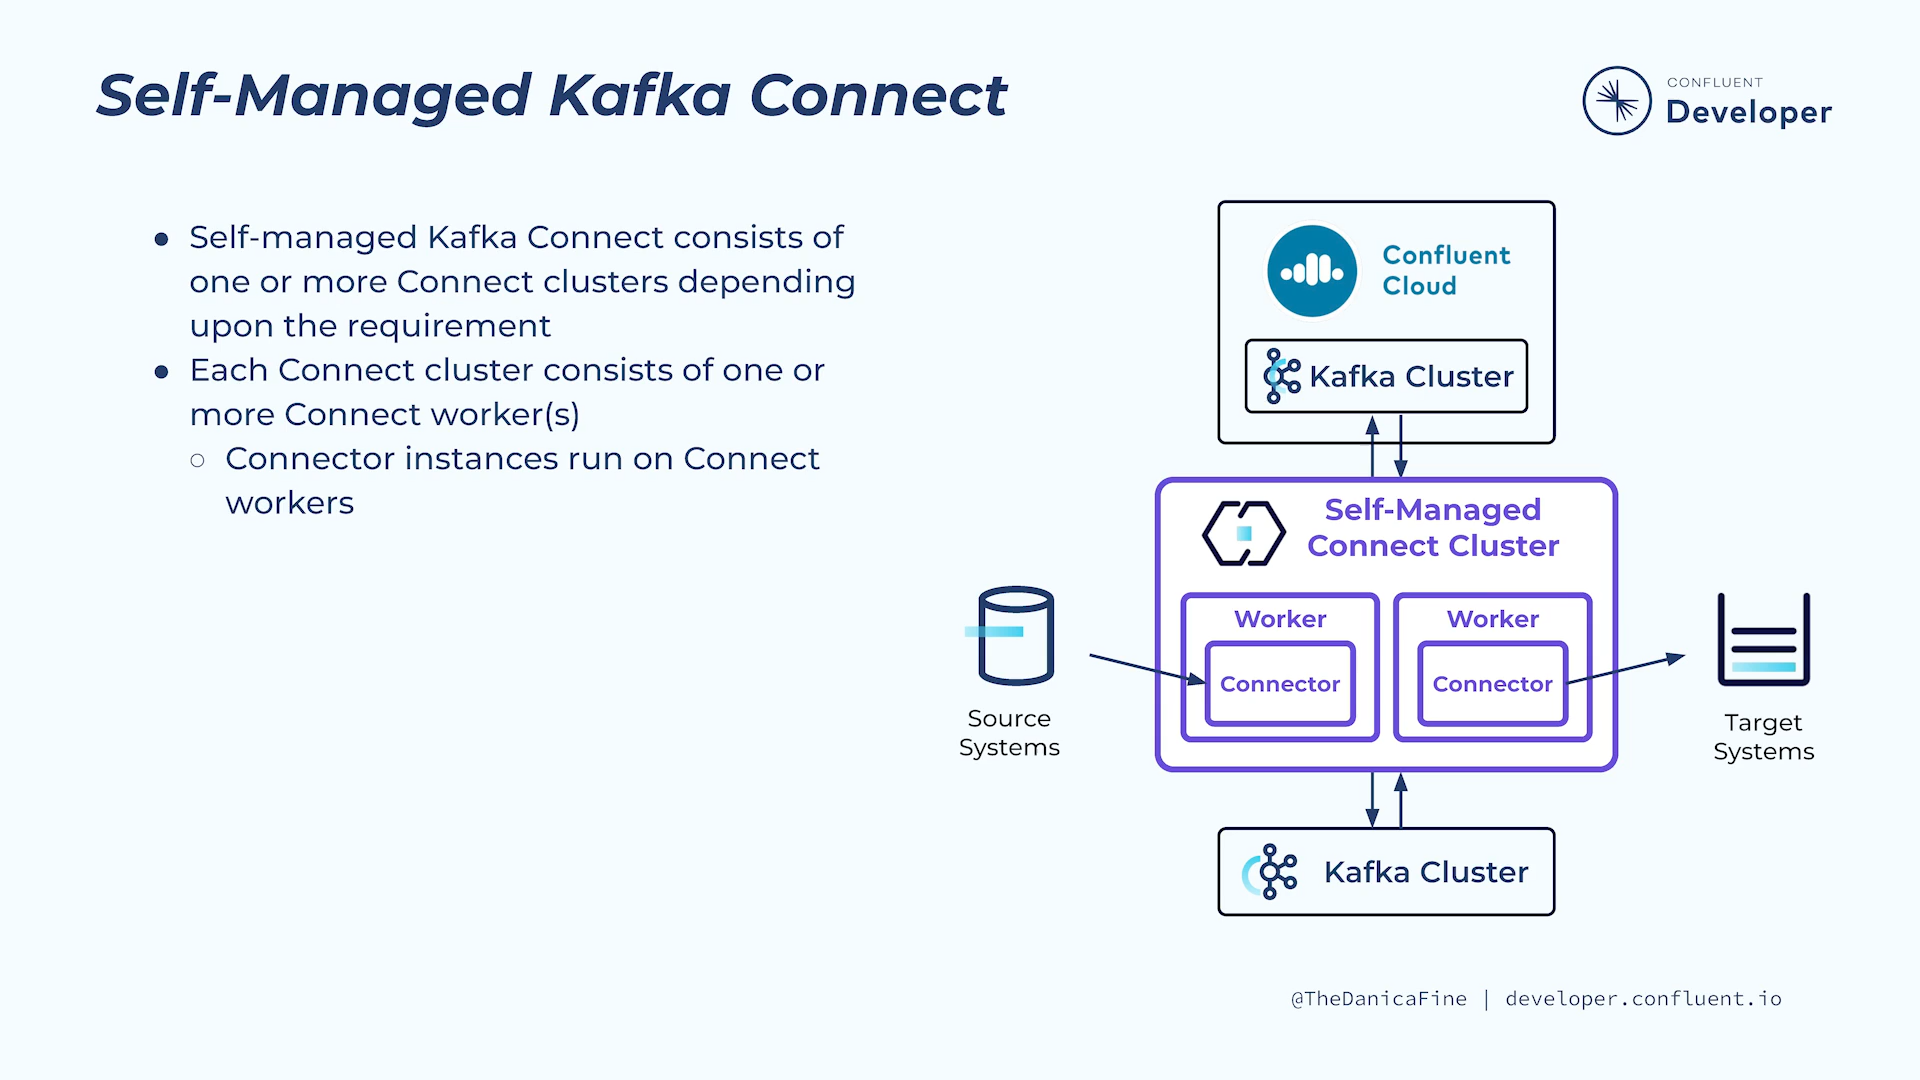 Self-Managed Kafka Connect
CONFLUENT
Developer
● Self-managed Kafka Connect consists of
one or more Connect clusters depending
upon the requirement
● Each Connect cluster consists of one or
more Connect worker(s)
○ Connector instances run on Connect
workers
Confluent
Cloud
Kafka Cluster
Self-Managed
Connect Cluster
Worker
Connector
Worker
Connector
Source
Systems
Target
Systems
Kafka Cluster
@TheDanicaFine | developer.confluent.io